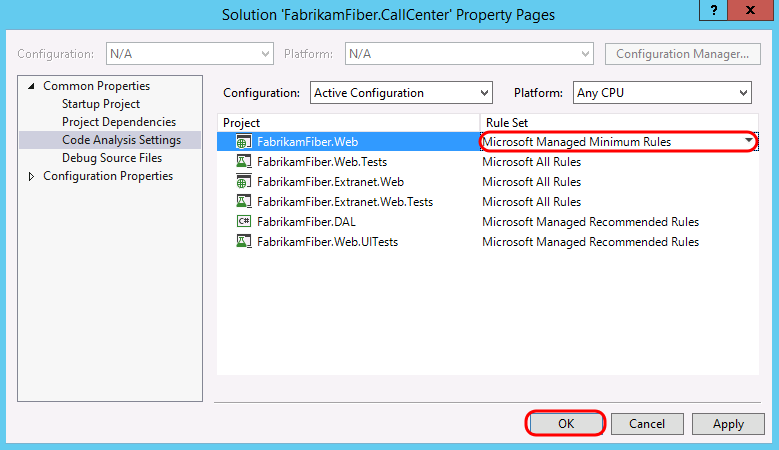 Solution 'FabrikamFiber.CallCenter' Property Pages
? X
Configuration: N/A Platform: N/A Configuration Manager...
Common Properties
Startup Project
Project Dependencies
Code Analysis Settings
Debug Source Files
Configuration Properties
Configuration: Active Configuration Platform: Any CPU
Project Rule Set
FabrikamFiber.Web Microsoft Managed Minimum Rules
FabrikamFiber.Web.Tests Microsoft All Rules
FabrikamFiber.Extranet.Web Microsoft All Rules
FabrikamFiber.Extranet.Web.Tests Microsoft All Rules
C# FabrikamFiber.DAL Microsoft Managed Recommended Rules
FabrikamFiber.Web.UITests Microsoft Managed Recommended Rules
OK Cancel Apply